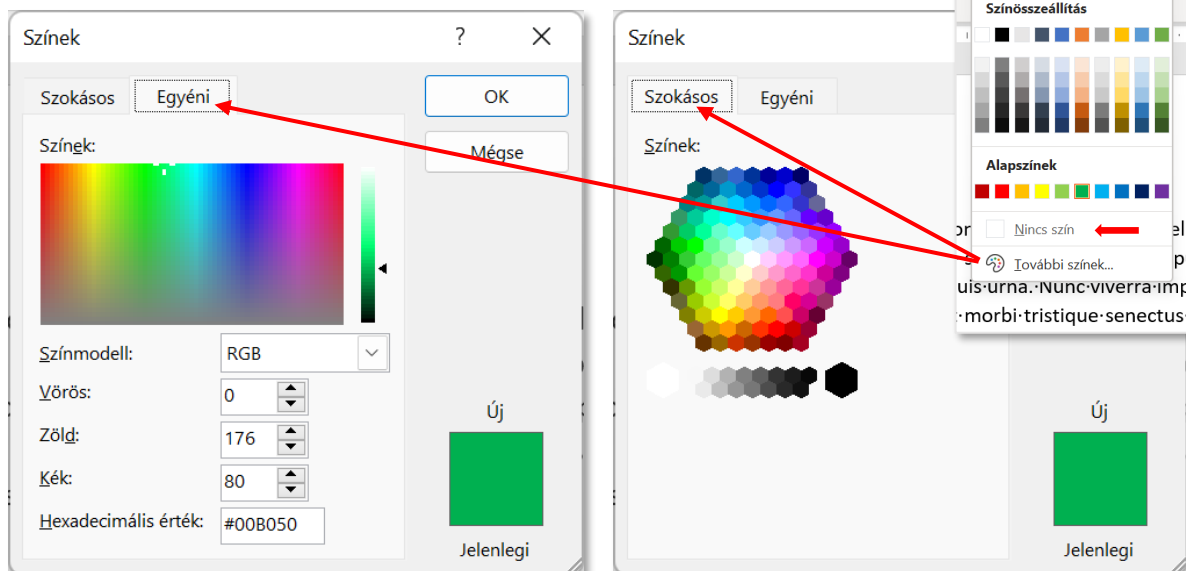 Színek
?
Szokásos
Egyéni
OK
Mégse
Színek:
Színmodell:
RGB
Vörös:
0
Zöld:
176
Kék:
80
Hexadecimális érték:
#00B050
Új
Jelenlegi
Színek
Szokásos
Egyéni
Színek:
Új
Jelenlegi
Színösszeállítás
Alapszínek
Nincs szín
További színek...
uis·urna.·Nunc·viverra·imp
·morbi·tristique·senectus·